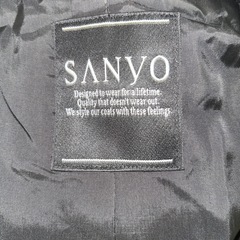 SANYO
Designed to wear for a lifetime.
Quality that doesn't wear out.
We style our coats with these feelings